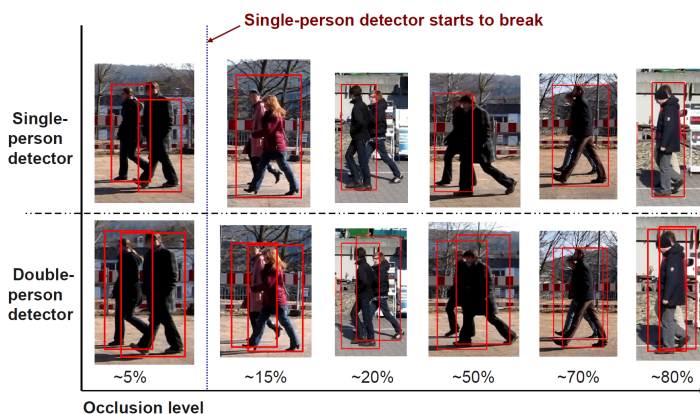 Single-person detector starts to break
Single-
person
detector
Double-
person
detector
~5%
~15%
~20%
~50%
~70%
~80%
Occlusion level